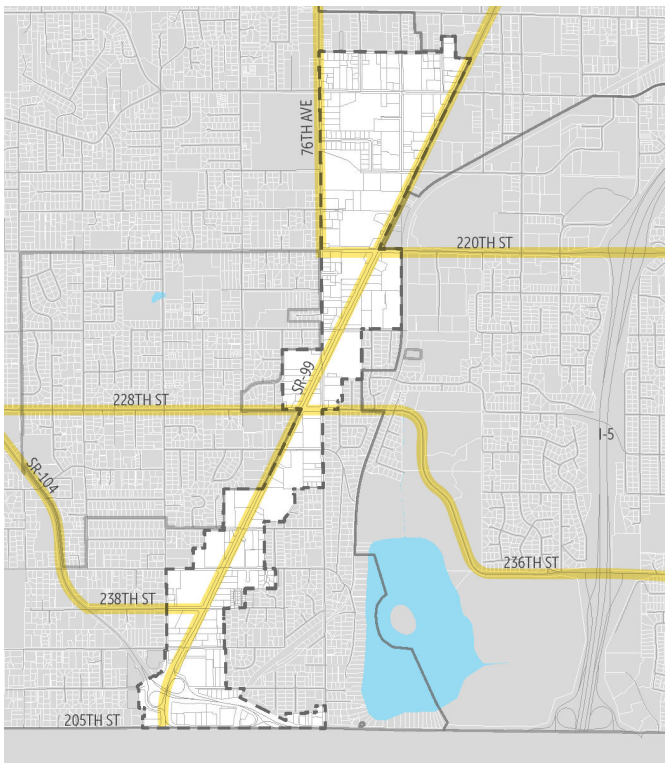 76TH AVE
220TH ST
SR-99
228TH ST
I-5
SR-104
236TH ST
238TH ST
205TH ST